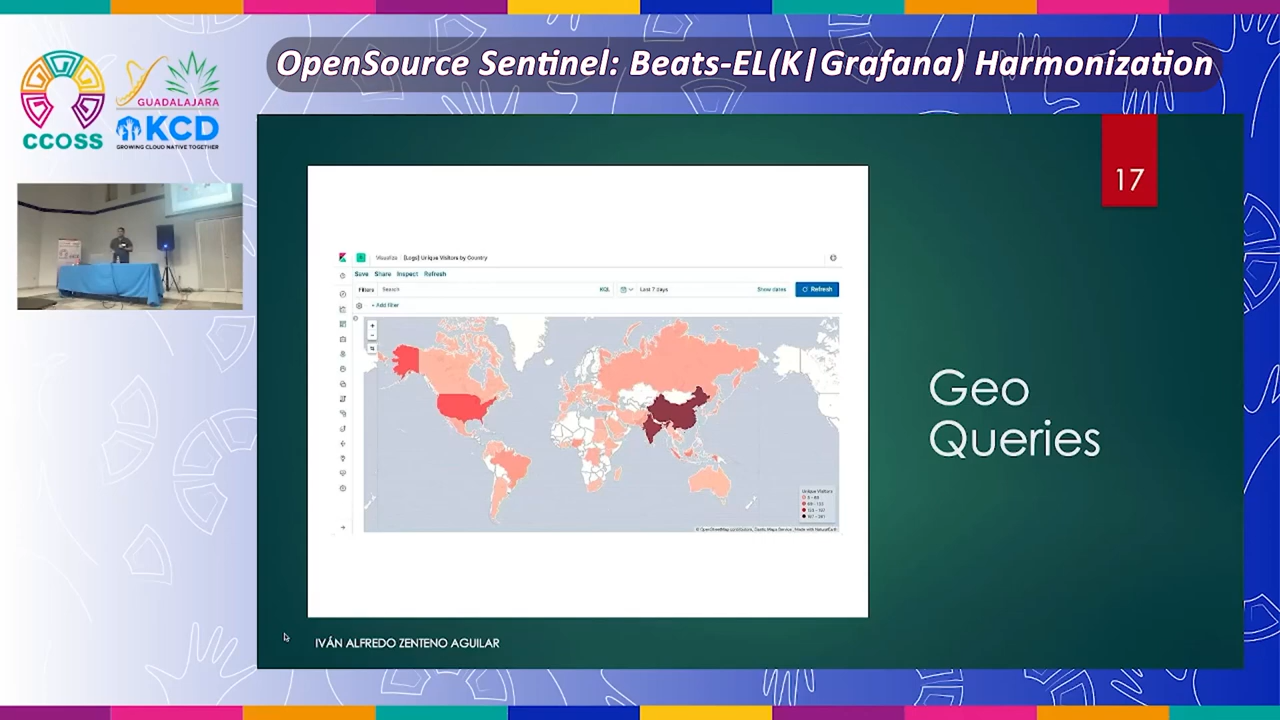 OpenSource Sentinel: Beats-EL(K|Grafana) Harmonization
CCOSS
GUADALAJARA
KCD
GROWING CLOUD NATIVE TOGETHER
17
Visualize [Logs] Unique Visitors by Country
Save Share Inspect Refresh
Filters Search KQL Last 7 days Show dates Refresh
+ Add filter
Unique Visitors
Geo
Queries
IVÁN ALFREDO ZENTENO AGUILAR